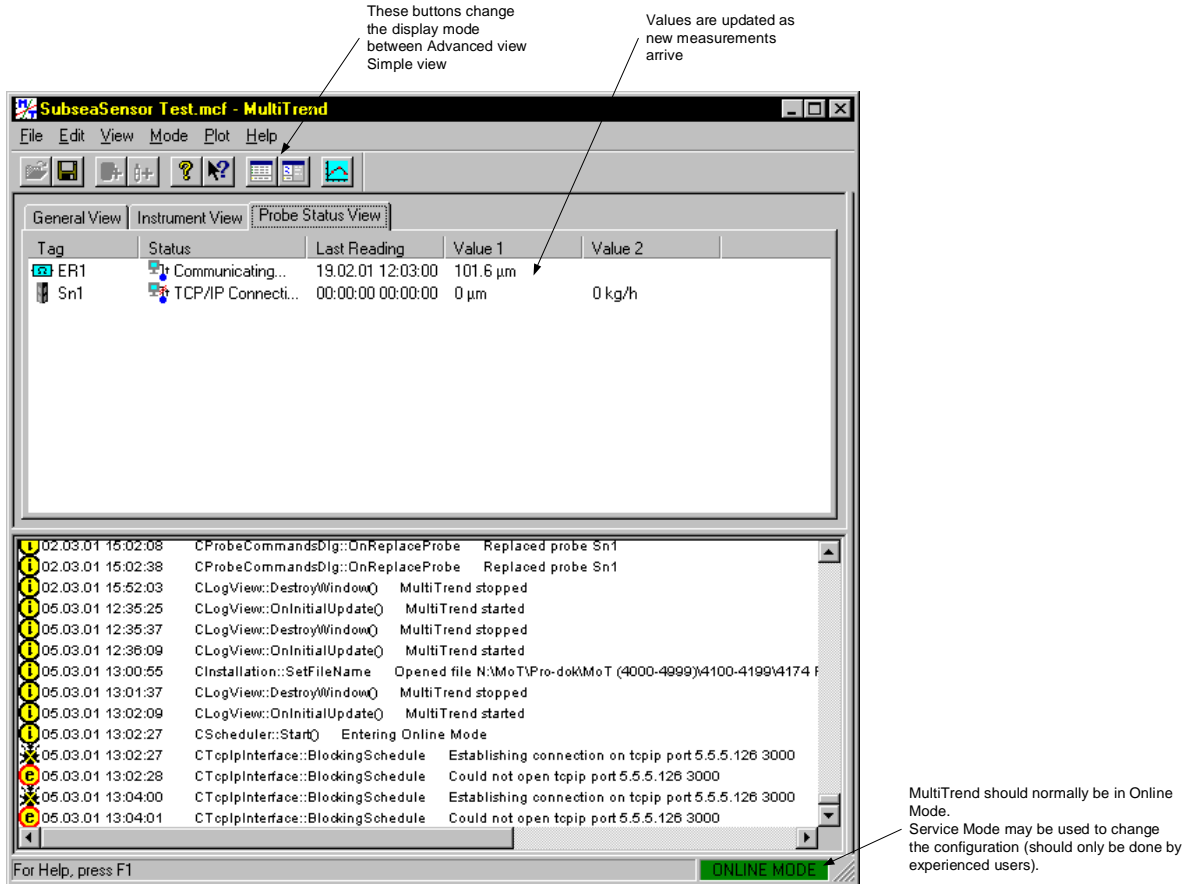 These buttons change
the display mode
between Advanced view
Simple view
Values are updated as
new measurements
arrive
SubseaSensor Test.mcf - MultiTrend
File Edit View Mode Plot Help
General View Instrument View Probe Status View
Tag Status Last Reading Value 1 Value 2
ER1 Communicating... 19.02.01 12:03:00 101.6 µm
Sn1 TCP/IP Connecti... 00:00:00 00:00:00 0 µm 0 kg/h
02.03.01 15:02:08 CProbeCommandsDlg::OnReplaceProbe Replaced probe Sn1
02.03.01 15:02:38 CProbeCommandsDlg::OnReplaceProbe Replaced probe Sn1
02.03.01 15:52:03 CLogView::DestroyWindow() MultiTrend stopped
05.03.01 12:35:25 CLogView::OnInitialUpdate() MultiTrend started
05.03.01 12:35:37 CLogView::DestroyWindow() MultiTrend stopped
05.03.01 12:36:09 CLogView::OnInitialUpdate() MultiTrend started
05.03.01 13:00:55 CInstallation::SetFileName Opened file N:\MoT\Pro-dok\MoT (4000-4999)\4100-4199\4174 F
05.03.01 13:01:37 CLogView::DestroyWindow() MultiTrend stopped
05.03.01 13:02:09 CLogView::OnInitialUpdate() MultiTrend started
05.03.01 13:02:27 CScheduler::Start() Entering Online Mode
05.03.01 13:02:27 CTcpIpInterface::BlockingSchedule Establishing connection on tcpip port 5.5.5.126 3000
05.03.01 13:02:28 CTcpIpInterface::BlockingSchedule Could not open tcpip port 5.5.5.126 3000
05.03.01 13:04:00 CTcpIpInterface::BlockingSchedule Establishing connection on tcpip port 5.5.5.126 3000
05.03.01 13:04:01 CTcpIpInterface::BlockingSchedule Could not open tcpip port 5.5.5.126 3000
For Help, press F1 ONLINE MODE
MultiTrend should normally be in Online
Mode.
Service Mode may be used to change
the configuration (should only be done by
experienced users).